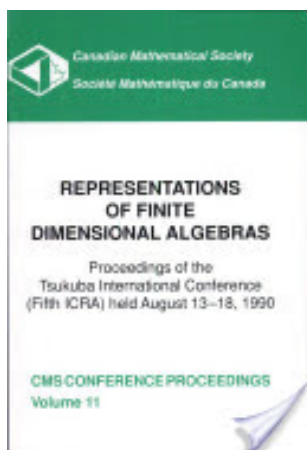 Canadian Mathematical Society
Société Mathématique du Canada
REPRESENTATIONS
OF FINITE
DIMENSIONAL ALGEBRAS
Proceedings of the
Tsukuba International Conference
(Fifth ICRA) held August 13–18, 1990
CMS CONFERENCE PROCEEDINGS
Volume 11